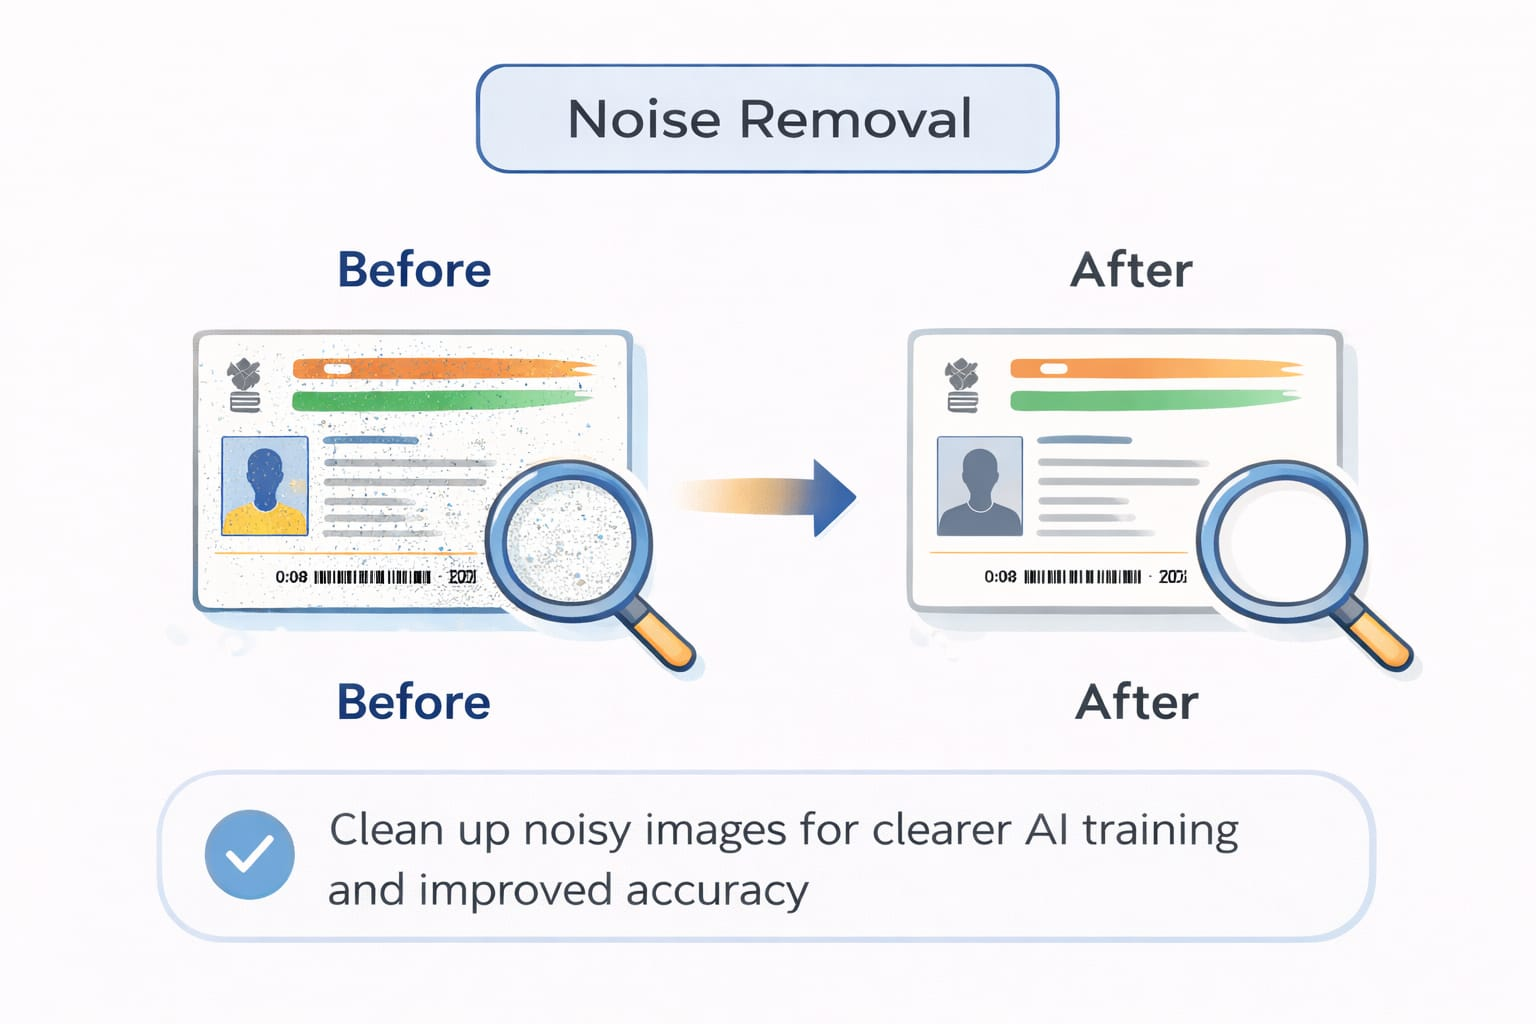 Noise Removal
Before
After
0:08
0:08
Before
After
Clean up noisy images for clearer AI training
and improved accuracy